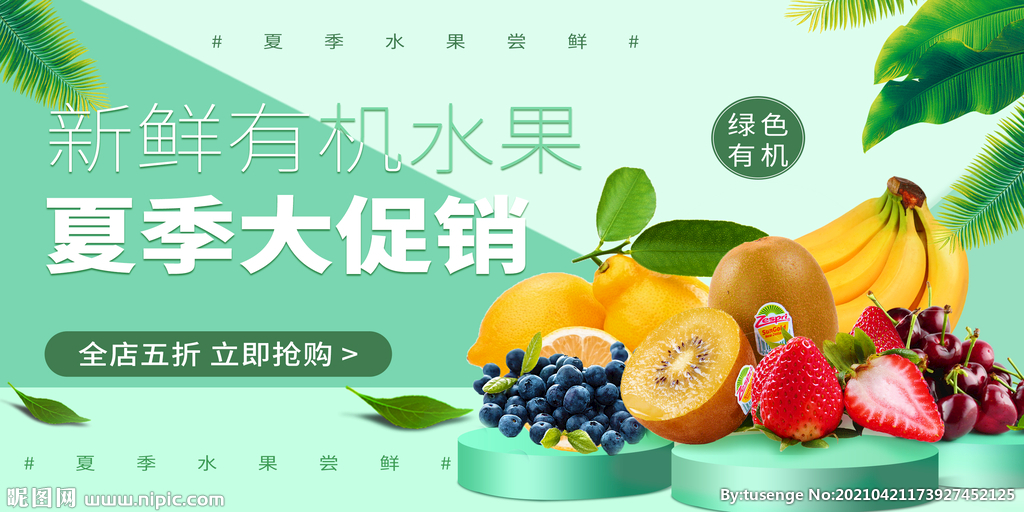 # 夏季水果尝鲜 #
新鲜有机水果
绿色
有机
夏季大促销
Zespri
SunGold
全店五折 立即抢购 >
# 夏季水果尝鲜 #
昵图网 www.nipic.com
By:tusenge No:20210421173927452125